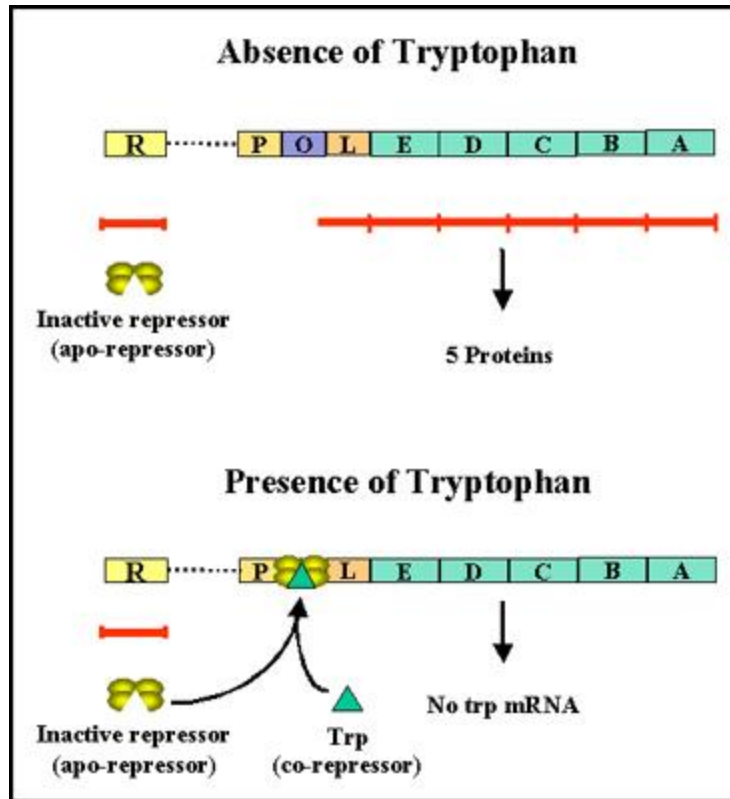 Absence of Tryptophan
R P O L E D C B A
Inactive repressor
(apo-repressor)
5 Proteins
Presence of Tryptophan
R P L E D C B A
Inactive repressor
(apo-repressor)
Trp
(co-repressor)
No trp mRNA